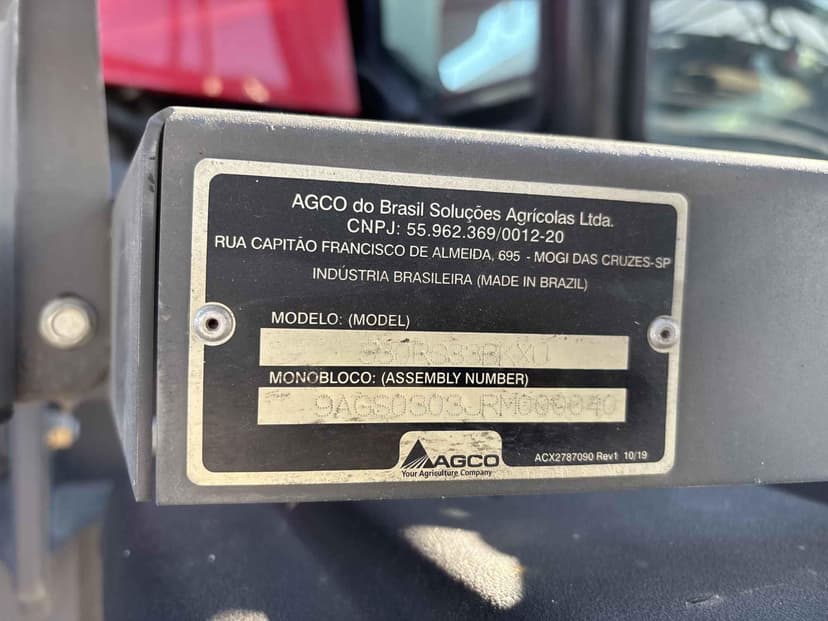 AGCO do Brasil Soluções Agrícolas Ltda.
CNPJ: 55.962.369/0012-20
RUA CAPITÃO FRANCISCO DE ALMEIDA, 695 - MOGI DAS CRUZES-SP
INDÚSTRIA BRASILEIRA (MADE IN BRAZIL)
MODELO: (MODEL)
MONOBLOCO: (ASSEMBLY NUMBER)
AGCO
Your Agriculture Company
ACX2787090 Rev1 10/19